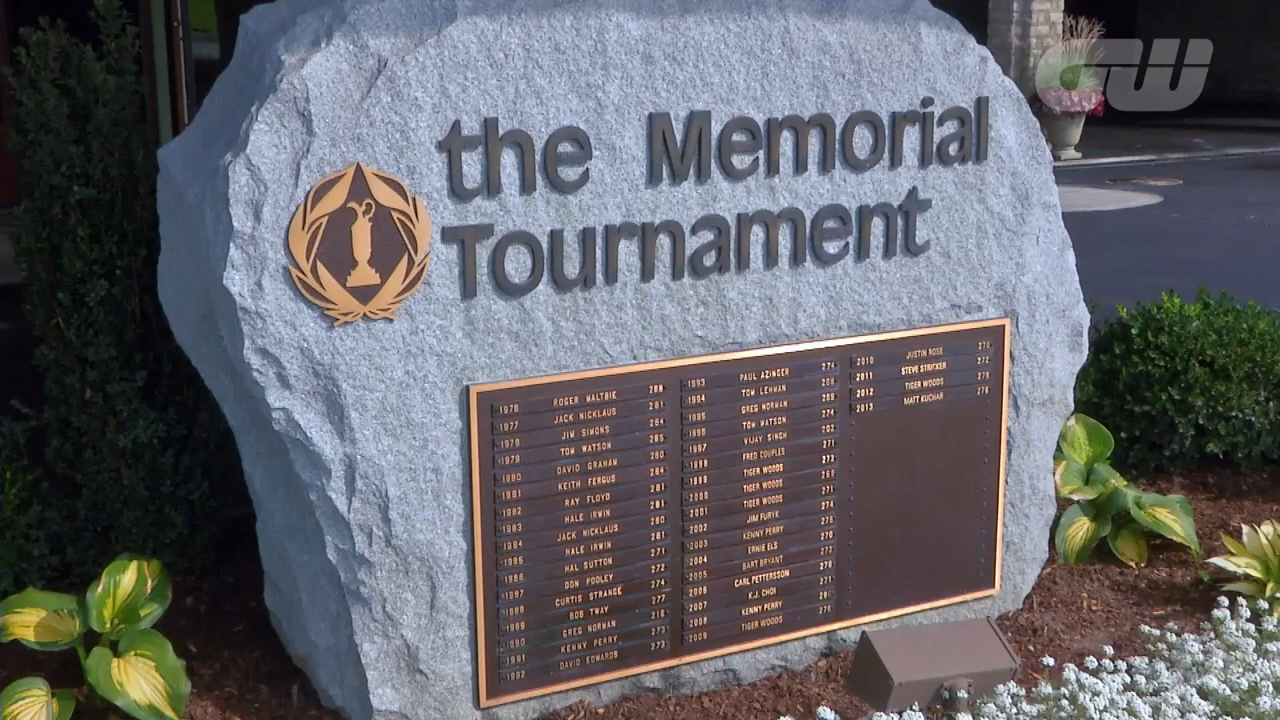 GW
the Memorial
Tournament
1976 ROGER MALTBIE 288
1977 JACK NICKLAUS 281
1978 JIM SIMONS 284
1979 TOM WATSON 285
1980 DAVID GRAHAM 280
1981 KEITH FERGUS 284
1982 RAY FLOYD 281
1983 HALE IRWIN 281
1984 JACK NICKLAUS 280
1985 HALE IRWIN 281
1986 HAL SUTTON 271
1987 DON POOLEY 272
1988 CURTIS STRANGE 274
1989 BOB TWAY 277
1990 GREG NORMAN 216
1991 KENNY PERRY 273
1992 DAVID EDWARDS 273
1993 PAUL AZINGER 274
1994 TOM LEHMAN 268
1995 GREG NORMAN 269
1996 TOM WATSON 274
1997 VIJAY SINGH 202
1998 FRED COUPLES 271
1999 TIGER WOODS 273
2000 TIGER WOODS 269
2001 TIGER WOODS 271
2002 JIM FURYK 274
2003 KENNY PERRY 275
2004 ERNIE ELS 270
2005 BART BRYANT 272
2006 CARL PETTERSSON 276
2007 K.J. CHOI 271
2008 KENNY PERRY 280
2009 TIGER WOODS 276
2010 JUSTIN ROSE 270
2011 STEVE STRICKER 272
2012 TIGER WOODS 279
2013 MATT KUCHAR 276